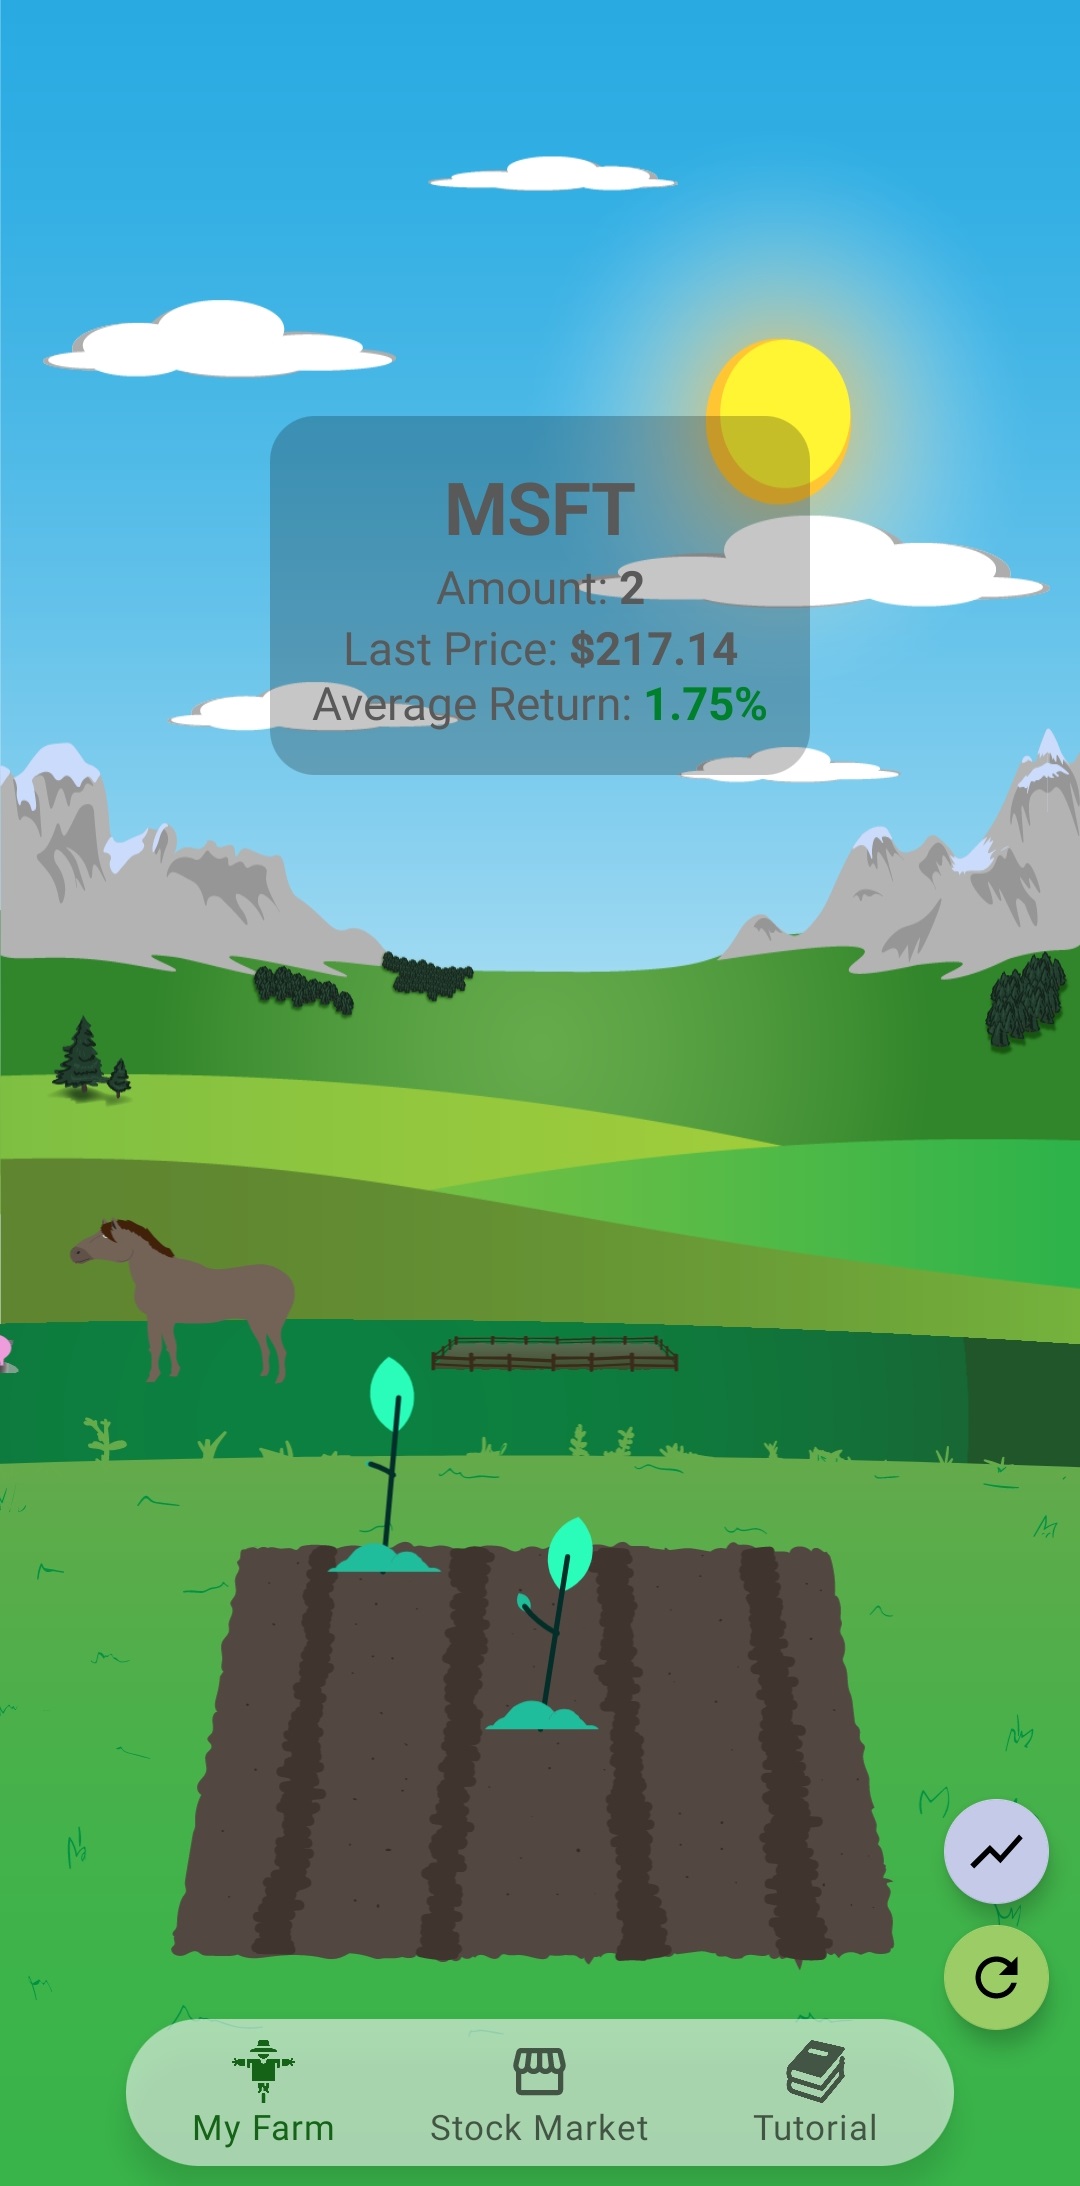 MSFT
Amount: 2
Last Price: $217.14
Average Return: 1.75%
My Farm
Stock Market
Tutorial